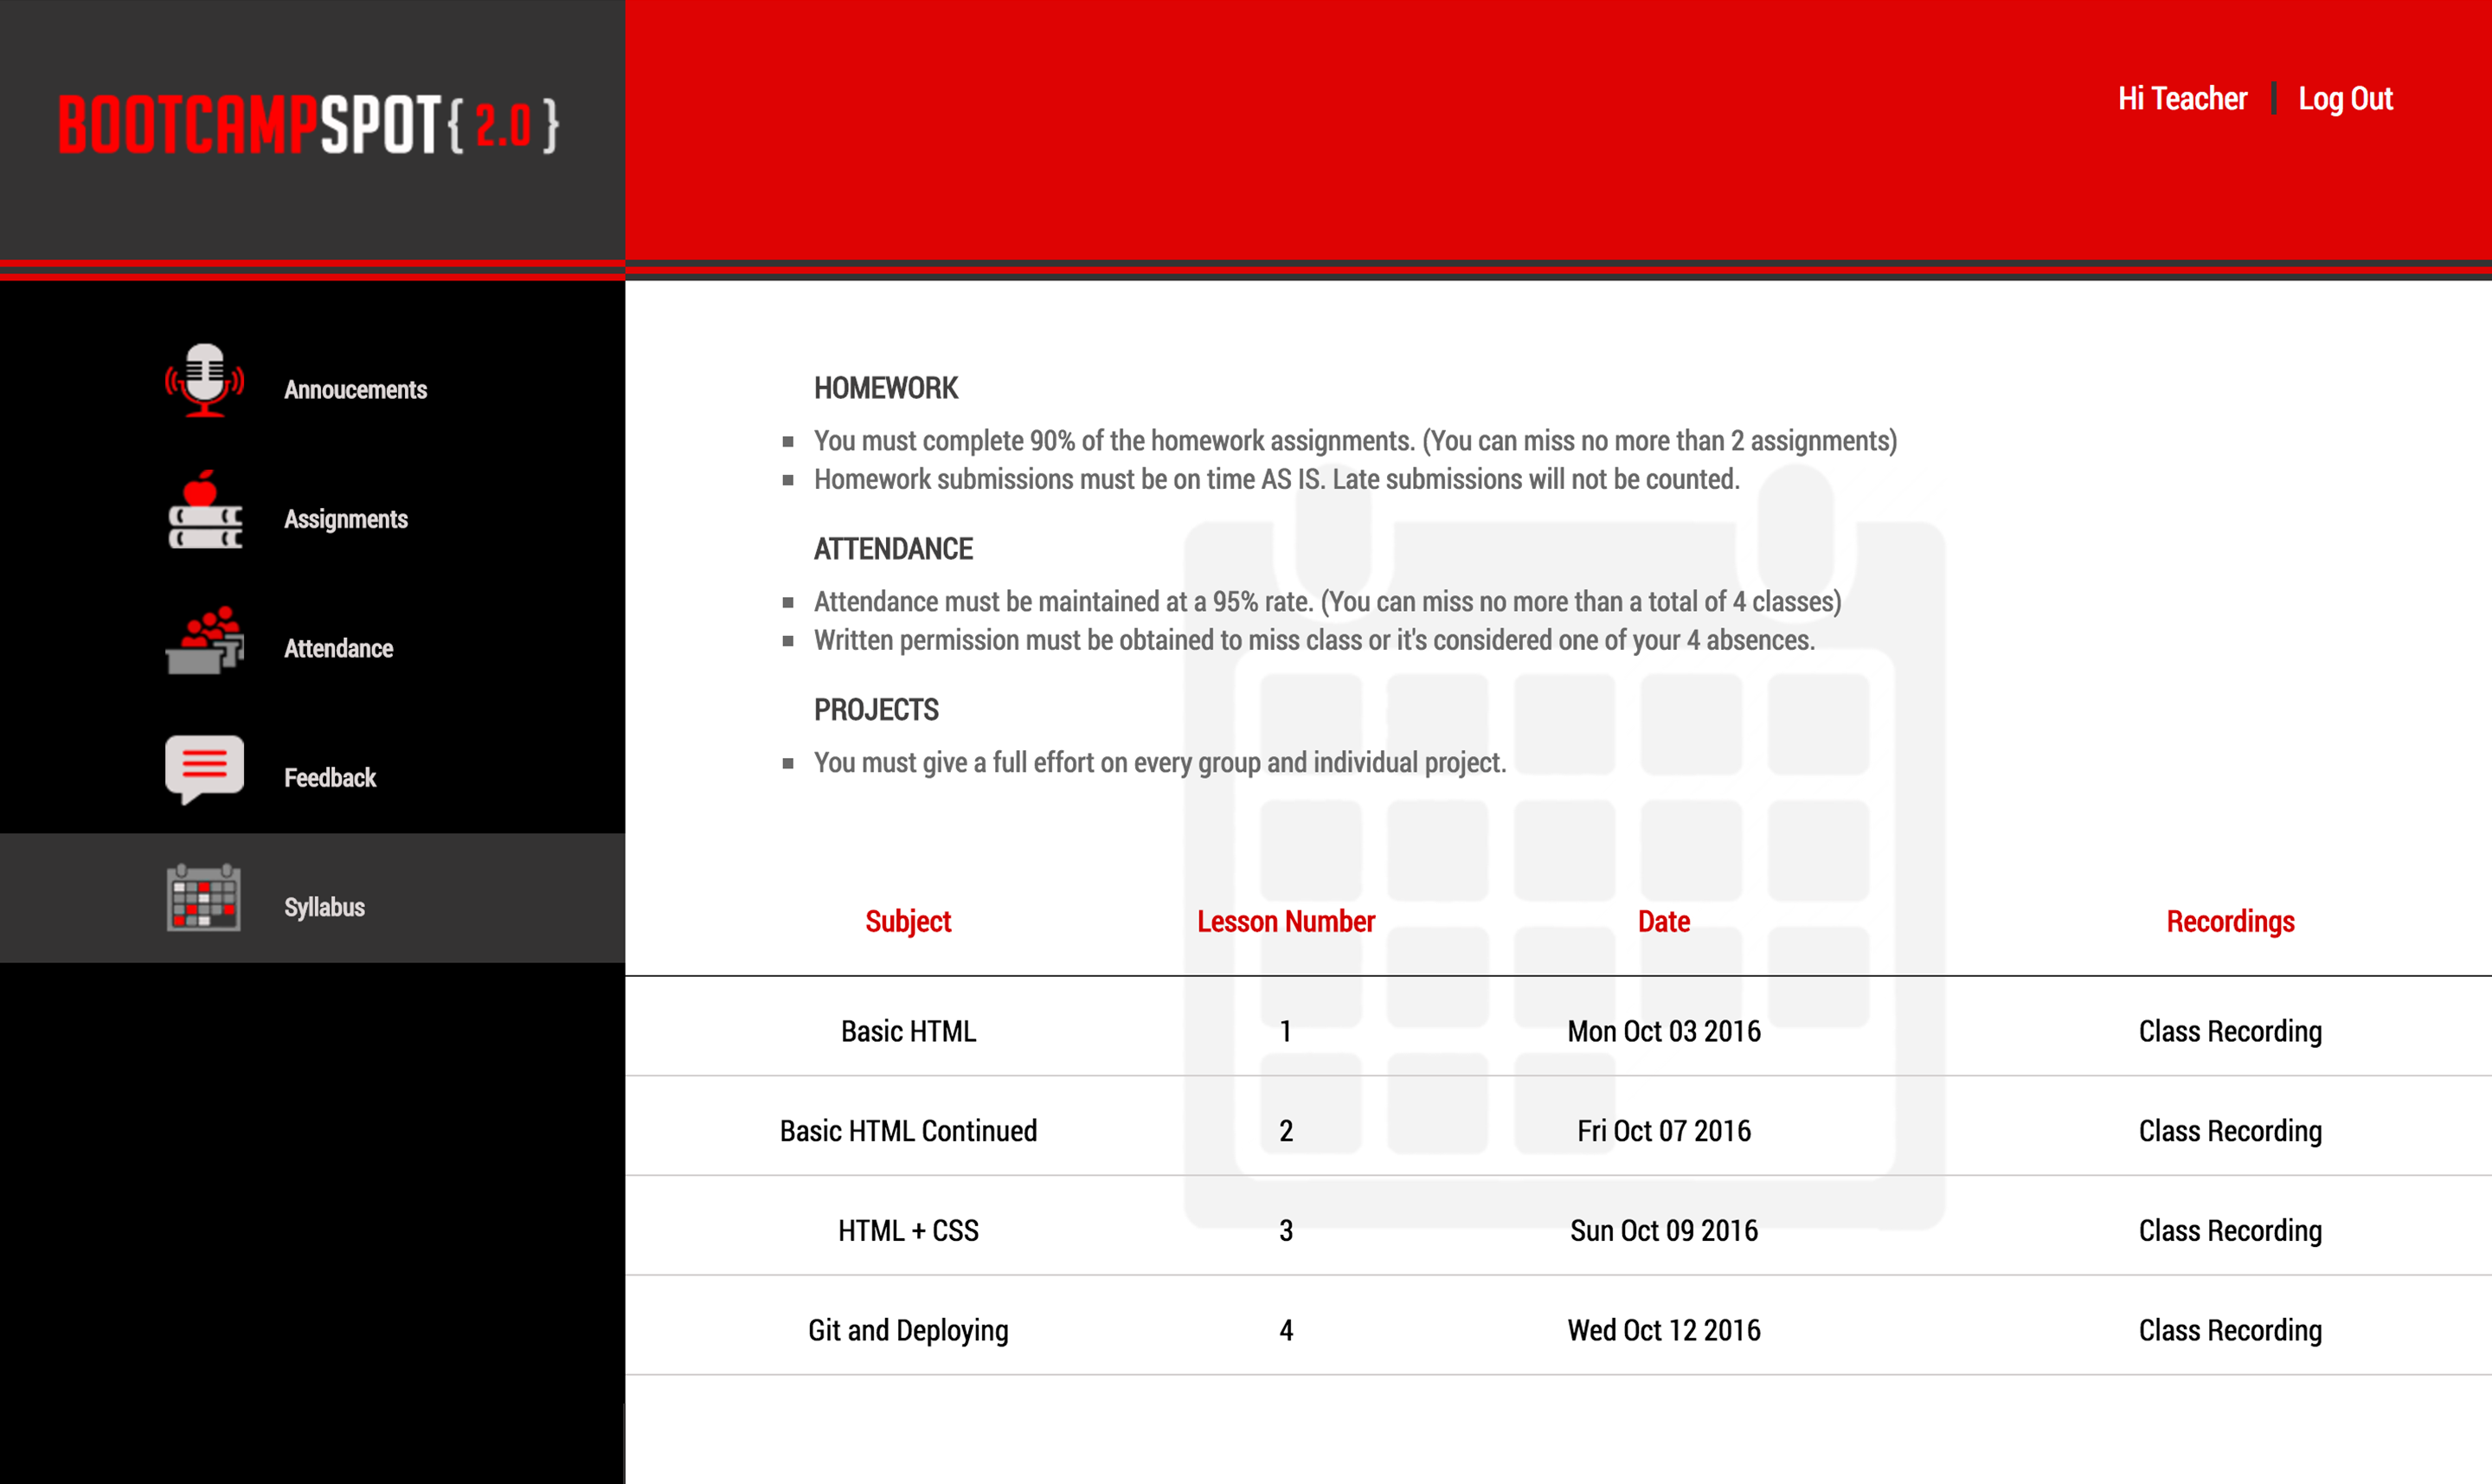 BOOTCAMPSPOT{ 2.0 }
Hi Teacher | Log Out
Annoucements
Assignments
Attendance
Feedback
Syllabus
HOMEWORK
▪ You must complete 90% of the homework assignments. (You can miss no more than 2 assignments)
▪ Homework submissions must be on time AS IS. Late submissions will not be counted.
ATTENDANCE
▪ Attendance must be maintained at a 95% rate. (You can miss no more than a total of 4 classes)
▪ Written permission must be obtained to miss class or it's considered one of your 4 absences.
PROJECTS
▪ You must give a full effort on every group and individual project.
Subject Lesson Number Date Recordings
Basic HTML 1 Mon Oct 03 2016 Class Recording
Basic HTML Continued 2 Fri Oct 07 2016 Class Recording
HTML + CSS 3 Sun Oct 09 2016 Class Recording
Git and Deploying 4 Wed Oct 12 2016 Class Recording